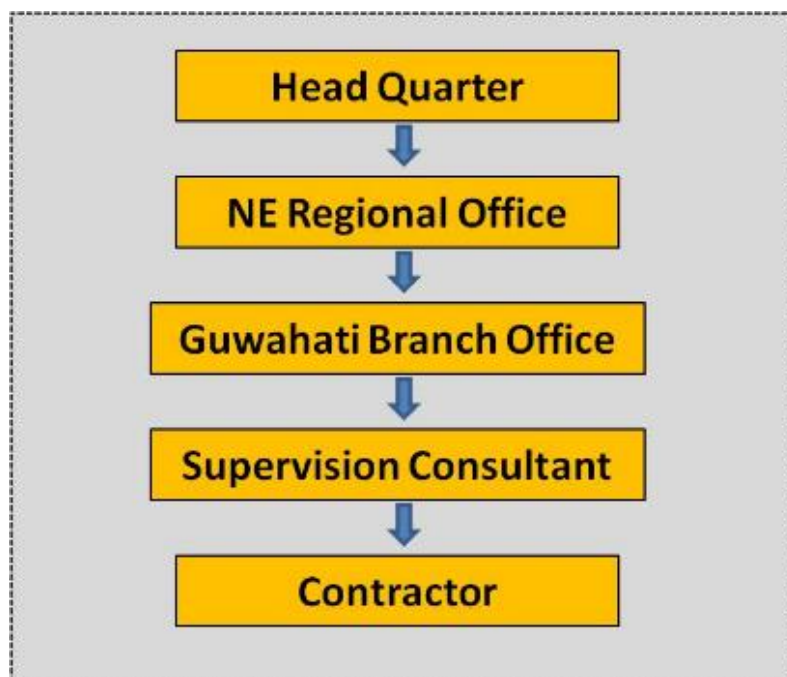 Head Quarter
NE Regional Office
Guwahati Branch Office
Supervision Consultant
Contractor